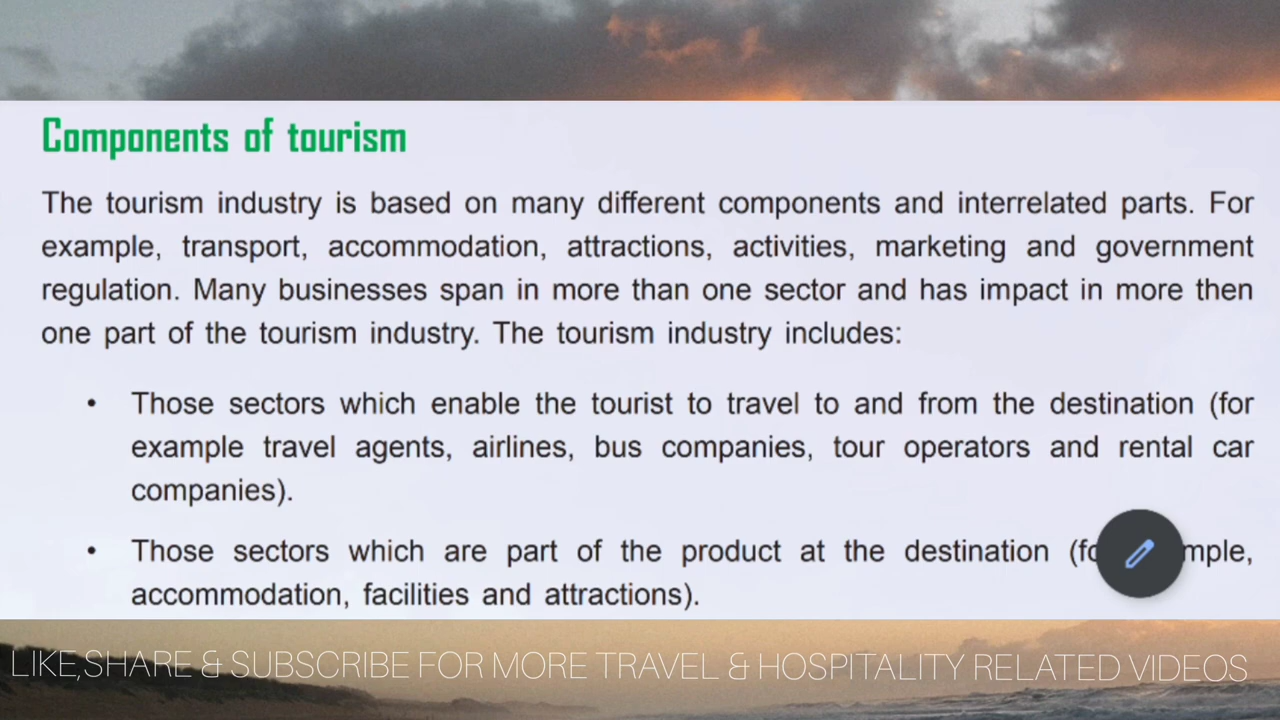 Components of tourism
The tourism industry is based on many different components and interrelated parts. For
example, transport, accommodation, attractions, activities, marketing and government
regulation. Many businesses span in more than one sector and has impact in more then
one part of the tourism industry. The tourism industry includes:
• Those sectors which enable the tourist to travel to and from the destination (for
example travel agents, airlines, bus companies, tour operators and rental car
companies).
• Those sectors which are part of the product at the destination
accommodation, facilities and attractions).
LIKE,SHARE & SUBSCRIBE FOR MORE TRAVEL & HOSPITALITY RELATED VIDEOS